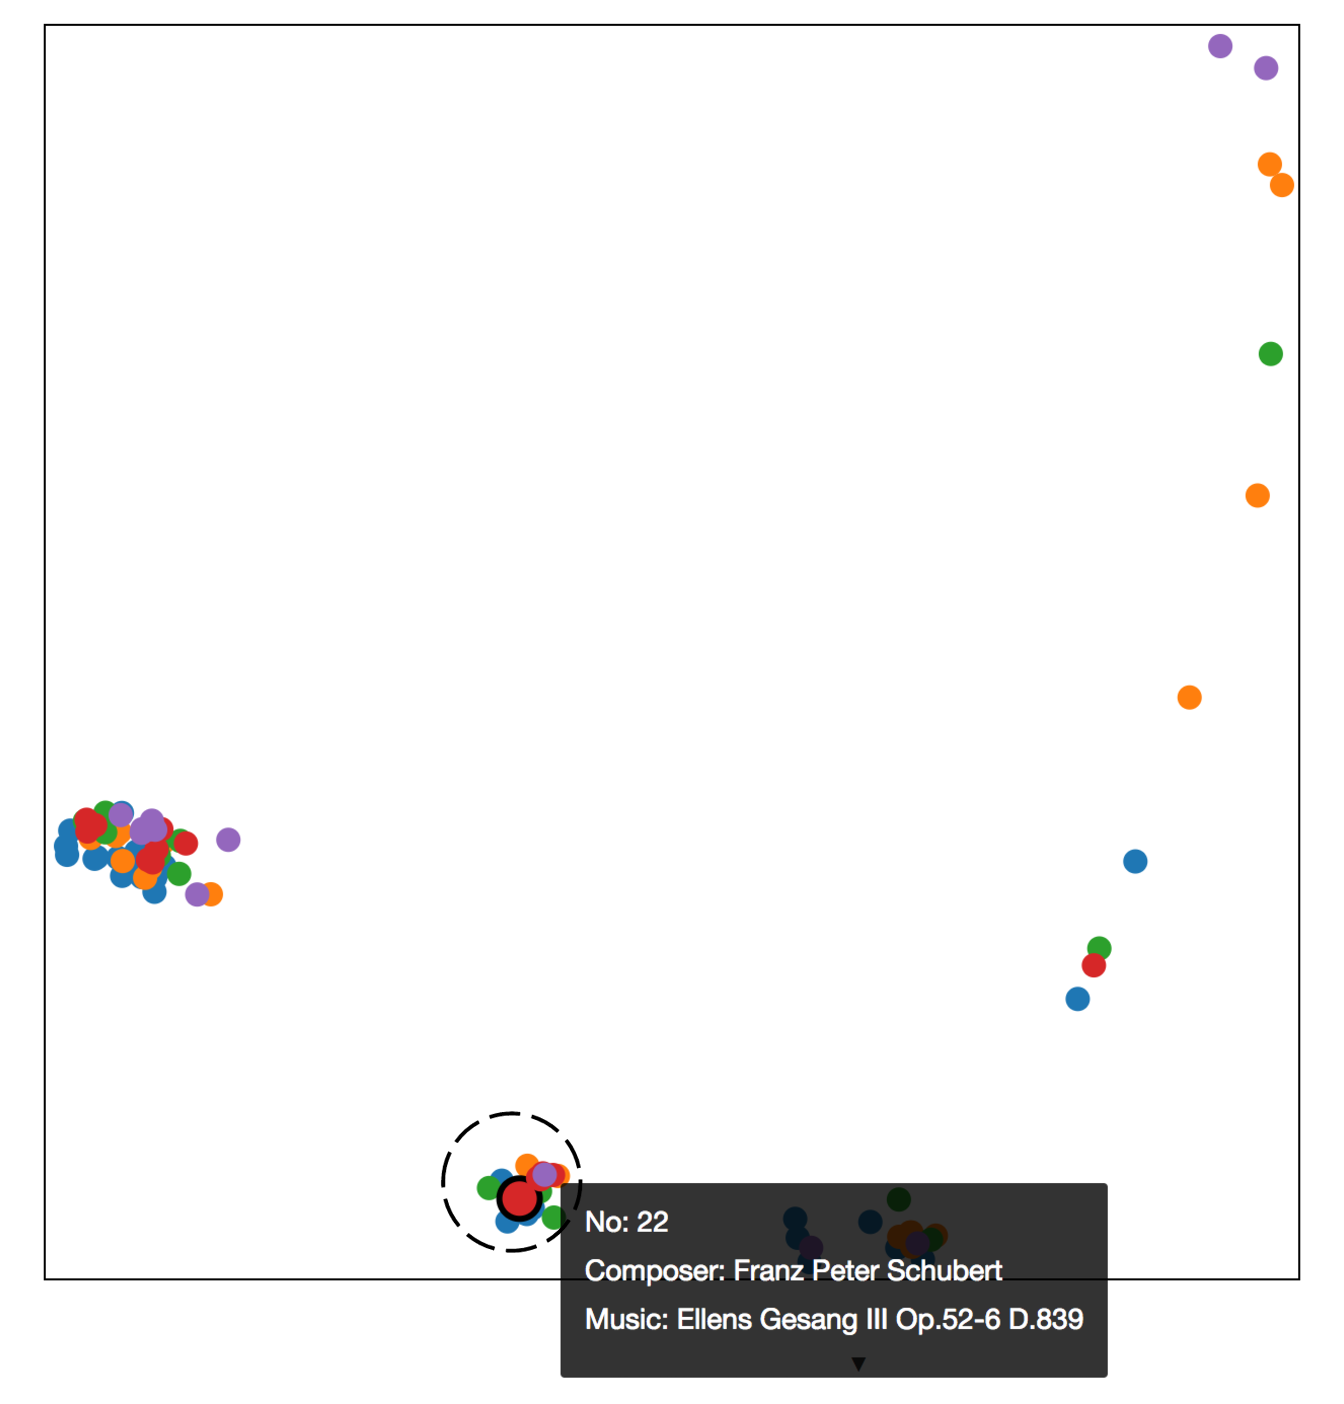 No: 22
Composer: Franz Peter Schubert
Music: Ellens Gesang III Op.52-6 D.839